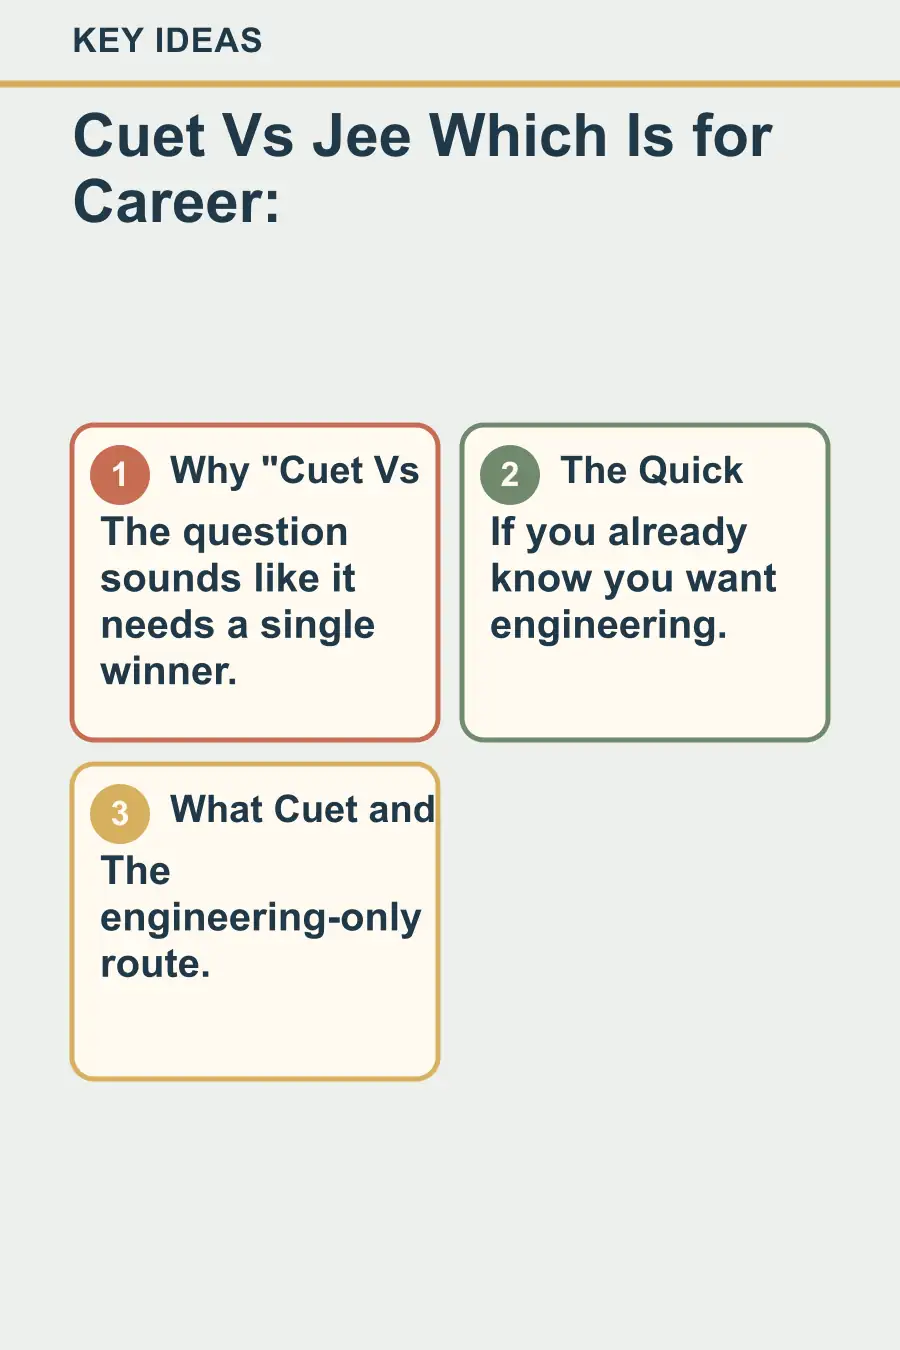 KEY IDEAS
Cuet Vs Jee Which Is for
Career:
1
Why "Cuet Vs
The question
sounds like it
needs a single
winner.
2
The Quick
If you already
know you want
engineering.
3
What Cuet and
The
engineering-only
route.